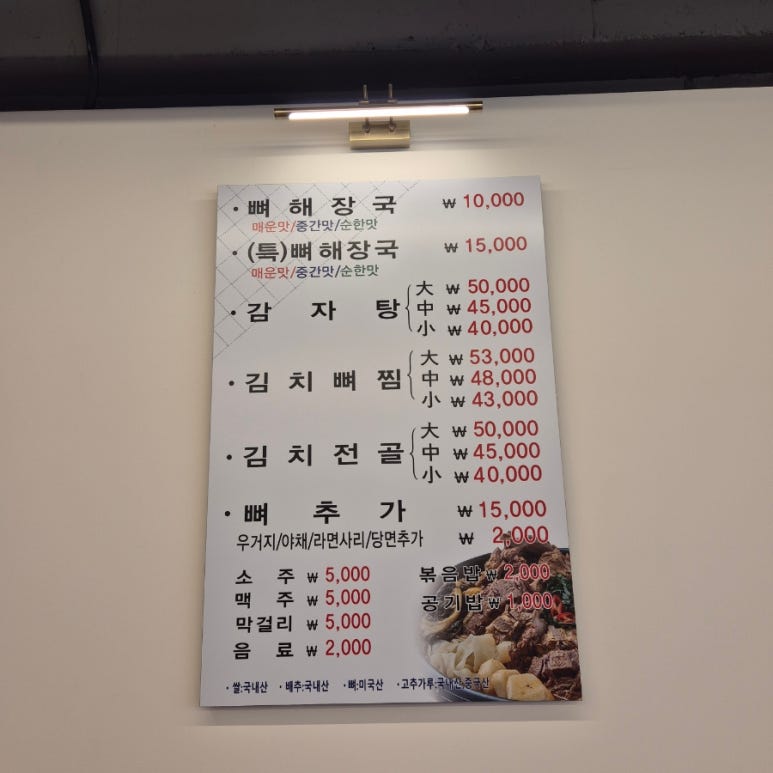 · 뼈 해 장 국 ₩ 10,000
매운맛/중간맛/순한맛
· (특)뼈해장국 ₩ 15,000
매운맛/중간맛/순한맛
· 감 자 탕 大 ₩ 50,000
中 ₩ 45,000
小 ₩ 40,000
· 김 치 뼈 찜 大 ₩ 53,000
中 ₩ 48,000
小 ₩ 43,000
· 김 치 전 골 大 ₩ 50,000
中 ₩ 45,000
小 ₩ 40,000
· 뼈 추 가 ₩ 15,000
우거지/야채/라면사리/당면추가 ₩ 2,000
소 주 ₩ 5,000 볶음밥 ₩ 2,000
맥 주 ₩ 5,000 공기밥 ₩ 1,000
막걸리 ₩ 5,000
음 료 ₩ 2,000
· 쌀:국내산 · 배추:국내산 · 뼈:미국산 · 고추가루:국내산,중국산